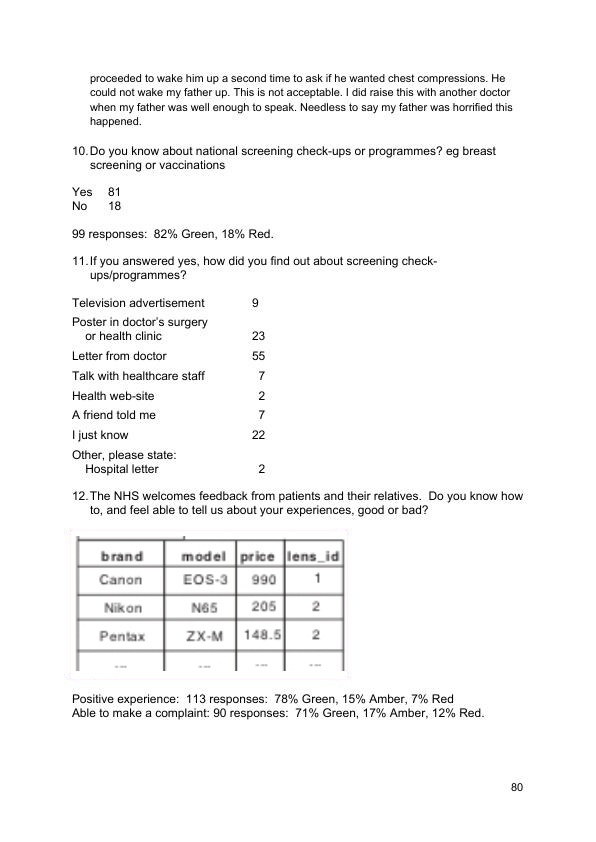 proceeded to wake him up a second time to ask if he wanted chest compressions. He
could not wake my father up. This is not acceptable. I did raise this with another doctor
when my father was well enough to speak. Needless to say my father was horrified this
happened.
10. Do you know about national screening check-ups or programmes? eg breast
screening or vaccinations
Yes 81
No 18
99 responses: 82% Green, 18% Red.
11. If you answered yes, how did you find out about screening check-
ups/programmes?
Television advertisement 9
Poster in doctor's surgery
or health clinic 23
Letter from doctor 55
Talk with healthcare staff 7
Health web-site 2
A friend told me 7
I just know 22
Other, please state:
Hospital letter 2
12. The NHS welcomes feedback from patients and their relatives. Do you know how
to, and feel able to tell us about your experiences, good or bad?
brand model price lens_id
Canon EOS-3 990 1
Nikon N65 205 2
Pentax ZX-M 148.5 2
... ... ... ...
Positive experience: 113 responses: 78% Green, 15% Amber, 7% Red
Able to make a complaint: 90 responses: 71% Green, 17% Amber, 12% Red.
80